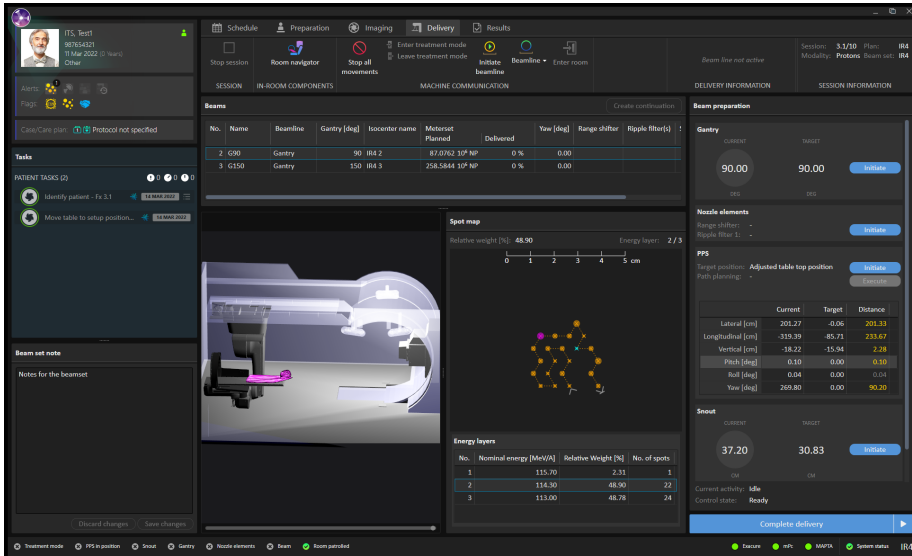 Schedule
Preparation
Imaging
Delivery
Results
ITS, Test1
987654321
11 Mar 2022 (0 Years)
Other
Alerts:
Flags:
Case/Care plan: Protocol not specified
Stop session
SESSION
Room navigator
IN-ROOM COMPONENTS
Stop all movements
Enter treatment mode
Leave treatment mode
Initiate beamline
Beamline
Enter room
MACHINE COMMUNICATION
Beam line not active
DELIVERY INFORMATION
Session: 3.1/10 Plan: IR4
Modality: Protons Beam set: IR4
SESSION INFORMATION
Tasks
PATIENT TASKS (2) 0 0 0
Identify patient - Fx 3.1 14 MAR 2023
Move table to setup position... 14 MAR 2023
Beam set note
Notes for the beamset
Discard changes
Save changes
Beams
Create continuation
No. Name Beamline Gantry [deg] Isocenter name Meterset Planned Delivered Yaw [deg] Range shifter Ripple filter(s) S
2 G90 Gantry 90 IR4 2 87.0762 10⁶ NP 0 % 0.00
3 G150 Gantry 150 IR4 3 258.5844 10⁶ NP 0 % 0.00
Spot map
Relative weight [%]: 48.90 Energy layer: 2 / 3
0 1 2 3 4 5 cm
Energy layers
No. Nominal energy [MeV/A] Relative Weight [%] No. of spots
1 115.70 2.31 1
2 114.30 48.90 22
3 113.00 48.78 24
Beam preparation
Gantry
CURRENT TARGET
90.00 90.00 Initiate
DEG DEG
Nozzle elements
Range shifter: -
Ripple filter 1: -
Initiate
PPS
Target position: Adjusted table top position Initiate
Path planning: - Execute
Current Target Distance
Lateral [cm] 201.27 -0.06 201.33
Longitudinal [cm] -319.39 -85.71 233.67
Vertical [cm] -18.22 -15.94 2.28
Pitch [deg] 0.10 0.00 0.10
Roll [deg] 0.04 0.00 0.04
Yaw [deg] 269.80 0.00 90.20
Snout
CURRENT TARGET
37.20 30.83 Initiate
CM CM
Current activity: Idle
Control state: Ready
Complete delivery
Treatment mode
PPS in position
Snout
Gantry
Nozzle elements
Beam
Room patrolled
Exacure
mPc
MAPTA
System status
IR4